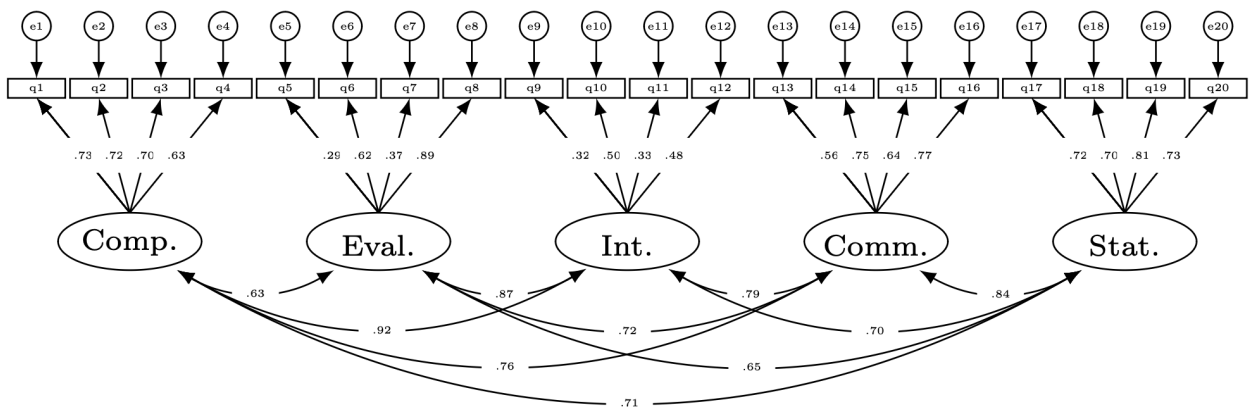 e1 e2 e3 e4 e5 e6 e7 e8 e9 e10 e11 e12 e13 e14 e15 e16 e17 e18 e19 e20
q1 q2 q3 q4 q5 q6 q7 q8 q9 q10 q11 q12 q13 q14 q15 q16 q17 q18 q19 q20
.73 .72 .70 .63 .29 .62 .37 .89 .32 .50 .33 .48 .56 .75 .64 .77 .72 .70 .81 .73
Comp. Eval. Int. Comm. Stat.
.63 .87 .79 .84
.92 .72 .70
.76 .65
.71